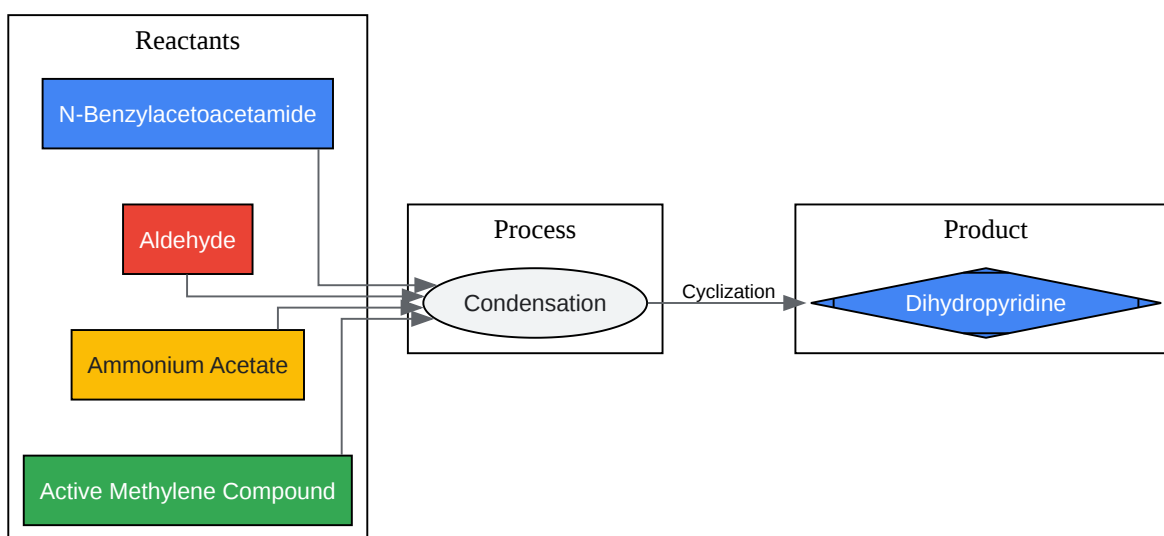 Reactants
N-Benzylacetoacetamide
Aldehyde
Ammonium Acetate
Active Methylene Compound
Process
Condensation
Cyclization
Product
Dihydropyridine